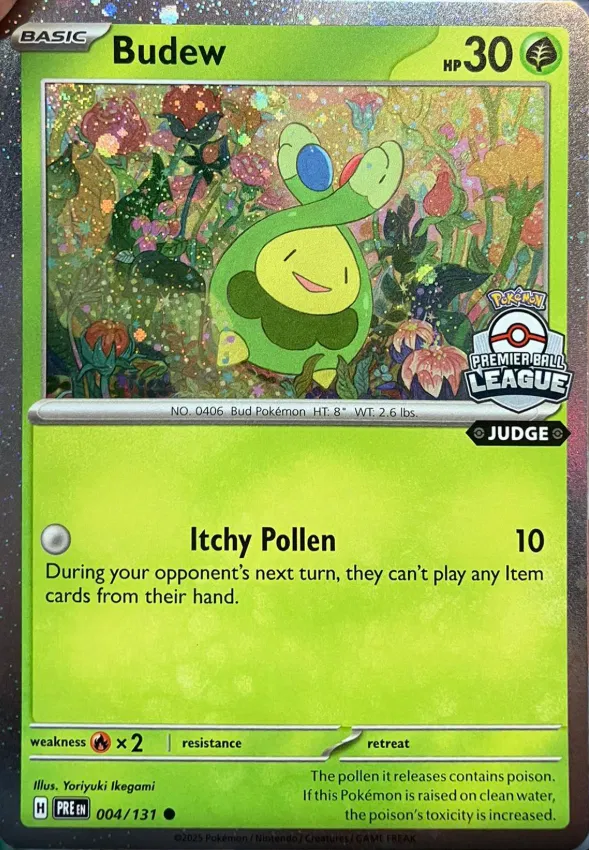 BASIC
Budew
HP 30
Pokémon
PREMIER BALL
LEAGUE
JUDGE
NO. 0406 Bud Pokémon HT: 8" WT: 2.6 lbs.
Itchy Pollen 10
During your opponent's next turn, they can't play any Item
cards from their hand.
weakness ×2 resistance retreat
Illus. Yoriyuki Ikegami
The pollen it releases contains poison.
If this Pokémon is raised on clean water,
the poison's toxicity is increased.
H PRE EN 004/131
©2025 Pokémon / Nintendo / Creatures / GAME FREAK